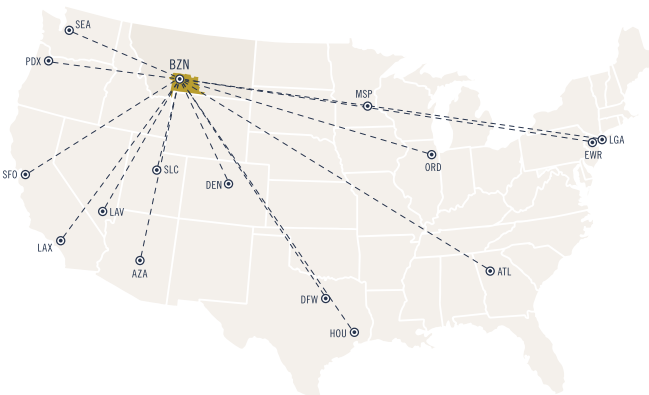 SEA
PDX
BZN
MSP
LGA
EWR
ORD
SFO
SLC
DEN
LAV
LAX
AZA
ATL
DFW
HOU